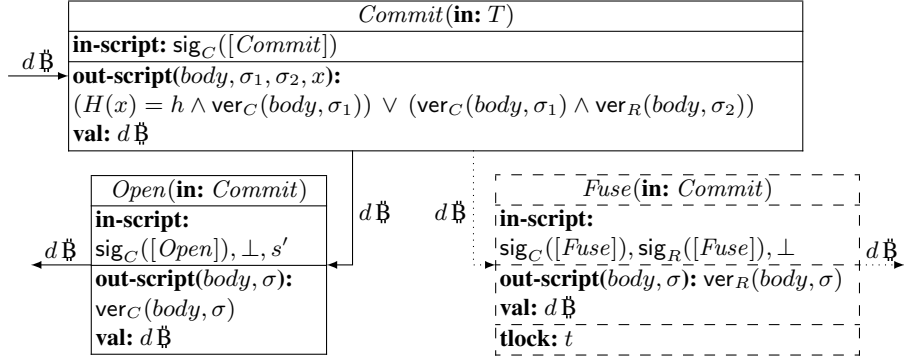 Commit(in: T)
in-script: sig_C([Commit])
d ₿
out-script(body, σ₁, σ₂, x):
(H(x) = h ∧ ver_C(body, σ₁)) ∨ (ver_C(body, σ₁) ∧ ver_R(body, σ₂))
val: d ₿
d ₿
d ₿
Open(in: Commit)
in-script:
sig_C([Open]), ⊥, s′
d ₿
out-script(body, σ):
ver_C(body, σ)
val: d ₿
Fuse(in: Commit)
in-script:
sig_C([Fuse]), sig_R([Fuse]), ⊥
d ₿
out-script(body, σ): ver_R(body, σ)
val: d ₿
tlock: t